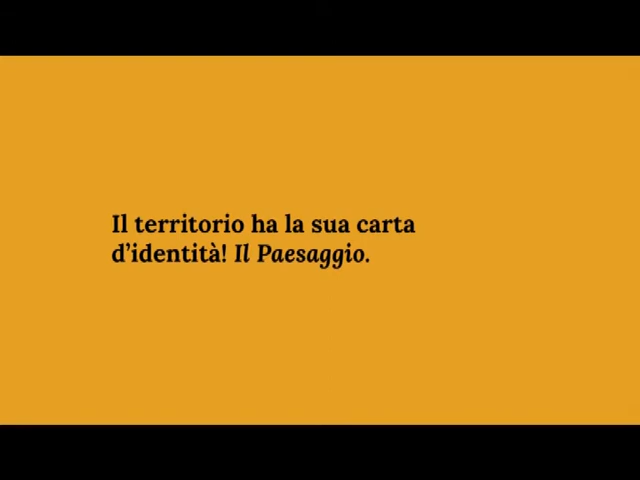 Il territorio ha la sua carta
d’identità! Il Paesaggio.